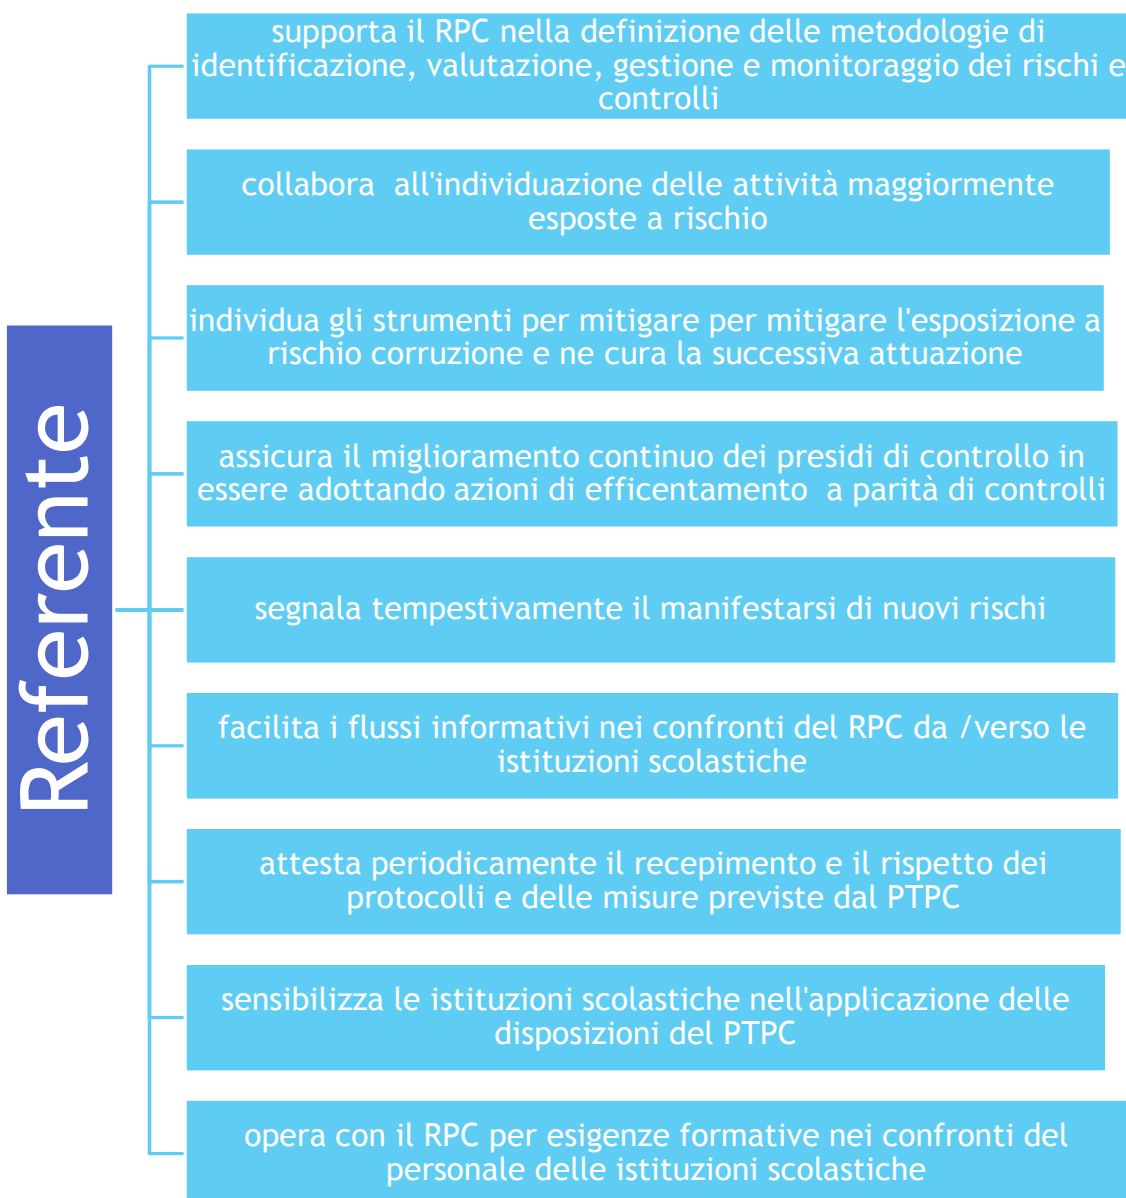 Referente
supporta il RPC nella definizione delle metodologie di
identificazione, valutazione, gestione e monitoraggio dei rischi e
controlli
collabora  all'individuazione delle attività maggiormente
esposte a rischio
individua gli strumenti per mitigare per mitigare l'esposizione a
rischio corruzione e ne cura la successiva attuazione
assicura il miglioramento continuo dei presidi di controllo in
essere adottando azioni di efficentamento  a parità di controlli
segnala tempestivamente il manifestarsi di nuovi rischi
facilita i flussi informativi nei confronti del RPC da /verso le
istituzioni scolastiche
attesta periodicamente il recepimento e il rispetto dei
protocolli e delle misure previste dal PTPC
sensibilizza le istituzioni scolastiche nell'applicazione delle
disposizioni del PTPC
opera con il RPC per esigenze formative nei confronti del
personale delle istituzioni scolastiche